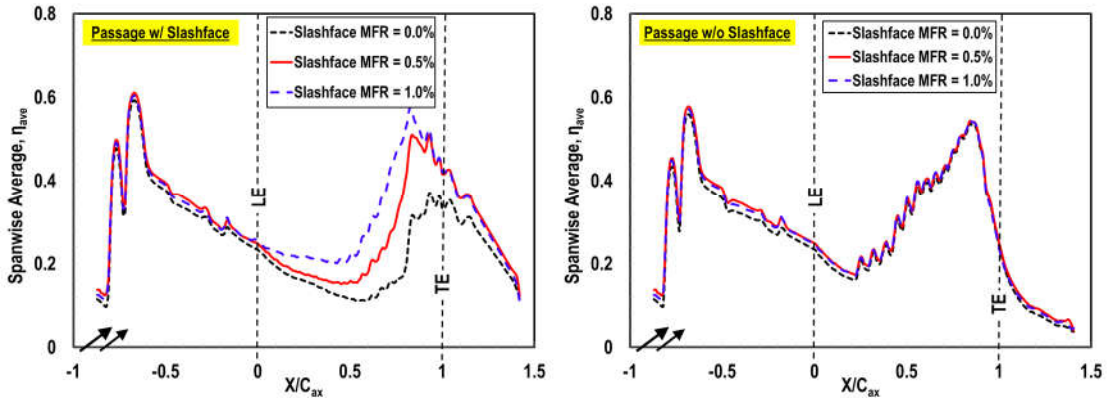 0.8
0.6
0.4
0.2
0
Spanwise Average, ηave
Passage w/ Slashface
Slashface MFR = 0.0%
Slashface MFR = 0.5%
Slashface MFR = 1.0%
LE
TE
-1 -0.5 0 0.5 1 1.5
X/Cax
0.8
0.6
0.4
0.2
0
Spanwise Average, ηave
Passage w/o Slashface
Slashface MFR = 0.0%
Slashface MFR = 0.5%
Slashface MFR = 1.0%
LE
TE
-1 -0.5 0 0.5 1 1.5
X/Cax